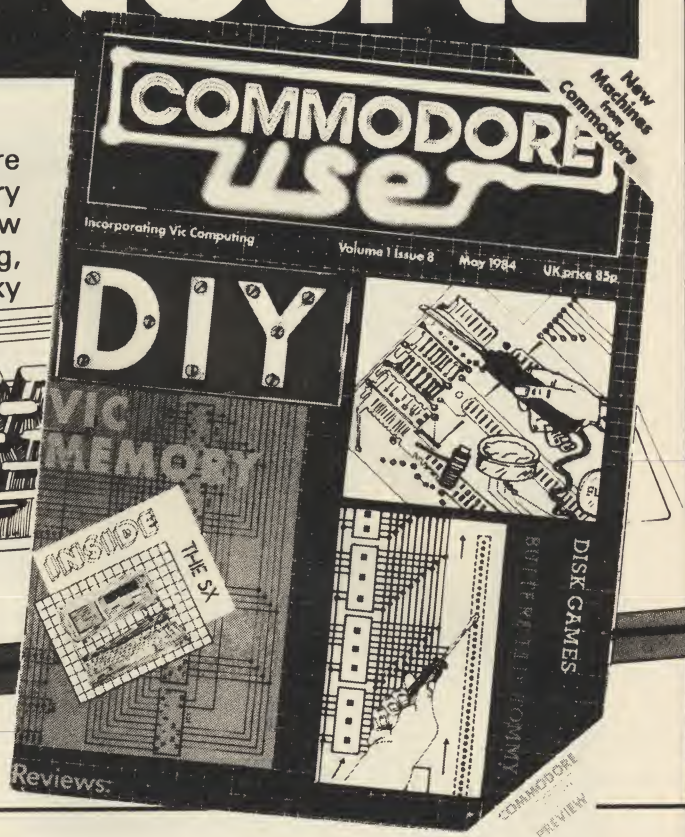 re
ry
w
g,
ky
New
Machines
from
Commodore
COMMODORE
user
Incorporating Vic Computing
Volume 1 Issue 8 May 1984 UK price 85p
DIY
VIC
MEMORY
INSIDE
THE SX
DISK GAMES
Reviews:
COMMODORE
PREVIEW